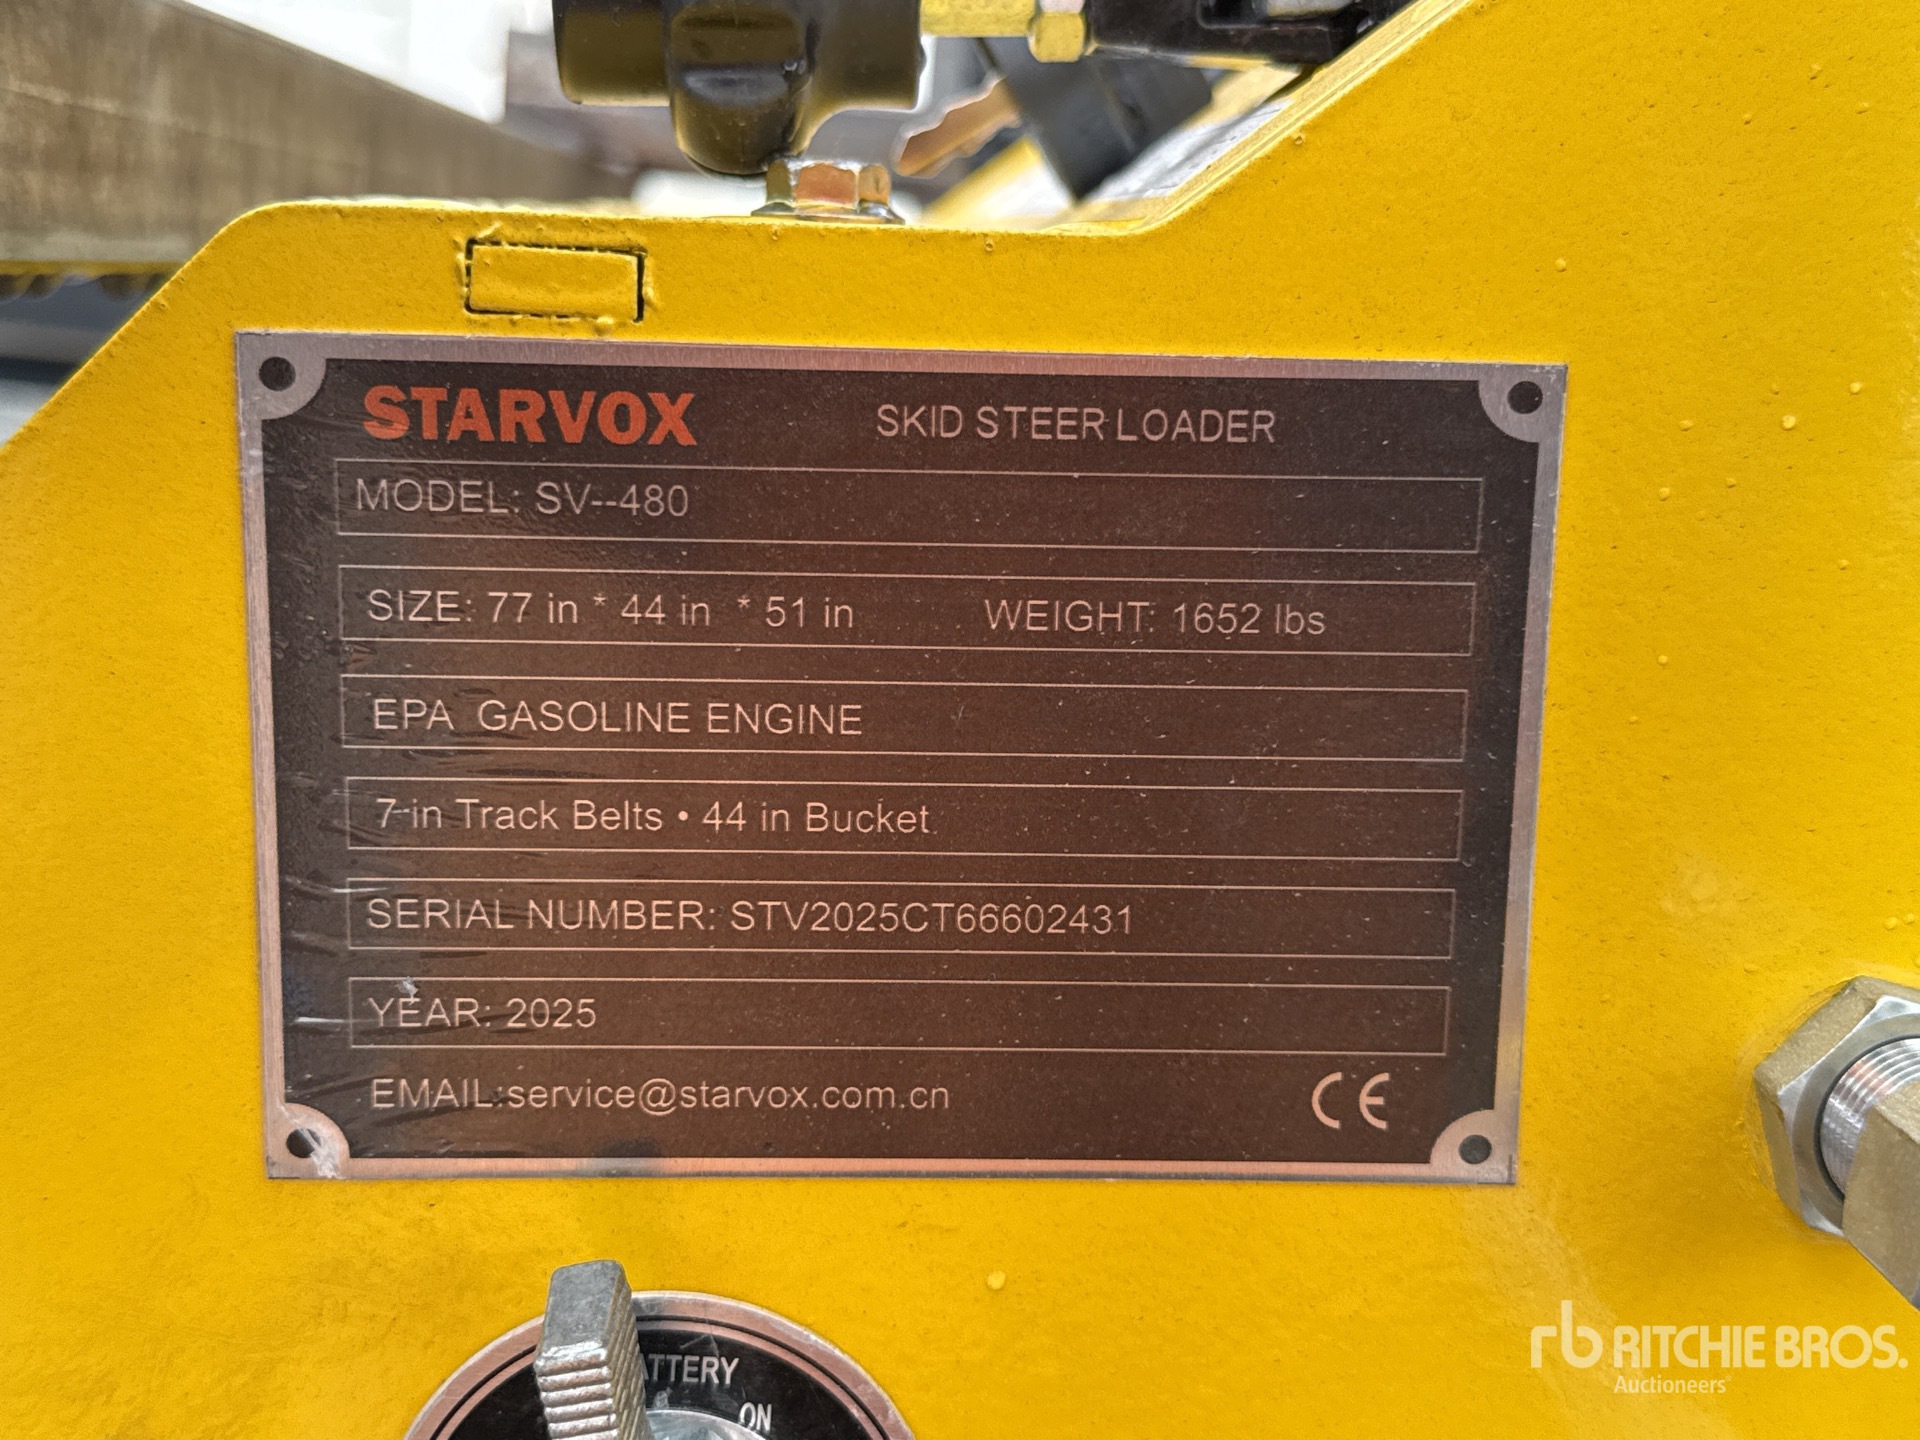 STARVOX SKID STEER LOADER
MODEL: SV--480
SIZE: 77 in * 44 in * 51 in WEIGHT: 1652 lbs
EPA GASOLINE ENGINE
7-in Track Belts • 44 in Bucket
SERIAL NUMBER: STV2025CT66602431
YEAR: 2025
EMAIL:service@starvox.com.cn CE
ON
rb RITCHIE BROS.
Auctioneers